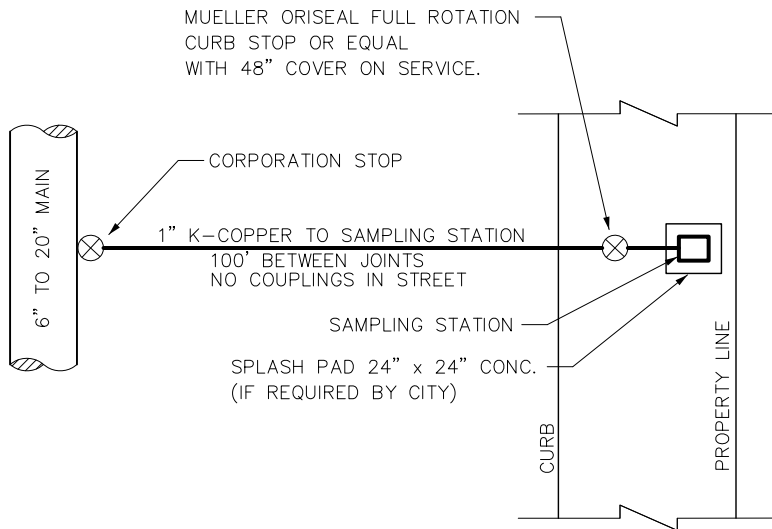 MUELLER ORISEAL FULL ROTATION
CURB STOP OR EQUAL
WITH 48" COVER ON SERVICE.
CORPORATION STOP
6" TO 20" MAIN
1" K-COPPER TO SAMPLING STATION
100' BETWEEN JOINTS
NO COUPLINGS IN STREET
SAMPLING STATION
SPLASH PAD 24" x 24" CONC.
(IF REQUIRED BY CITY)
CURB
PROPERTY LINE